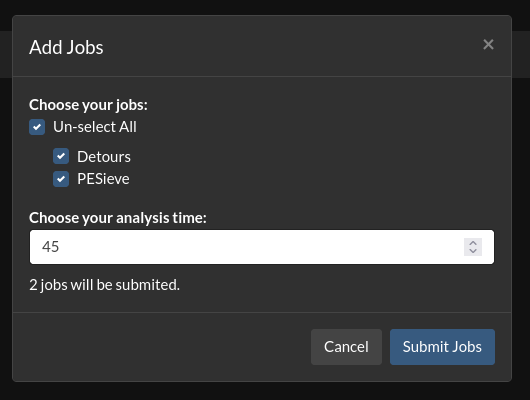 Add Jobs
×
Choose your jobs:
Un-select All
Detours
PESieve
Choose your analysis time:
45
2 jobs will be submited.
Cancel
Submit Jobs